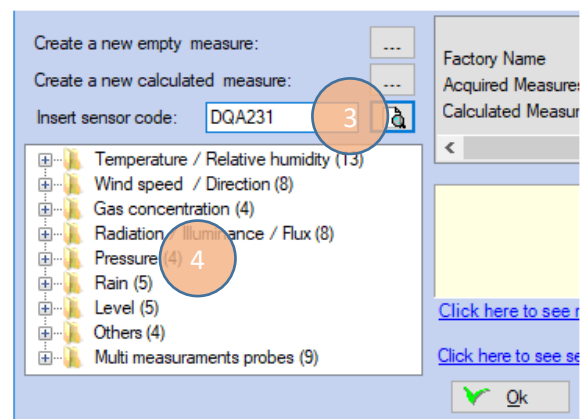 Create a new empty measure: ...
Create a new calculated measure: ...
Insert sensor code: DQA231 3
Temperature / Relative humidity (13)
Wind speed / Direction (8)
Gas concentration (4)
Radiation / Illuminance / Flux (8)
Pressure (4) 4
Rain (5)
Level (5)
Others (4)
Multi measuraments probes (9)
Factory Name
Acquired Measures
Calculated Measur
<
Click here to see
Click here to see se
Ok